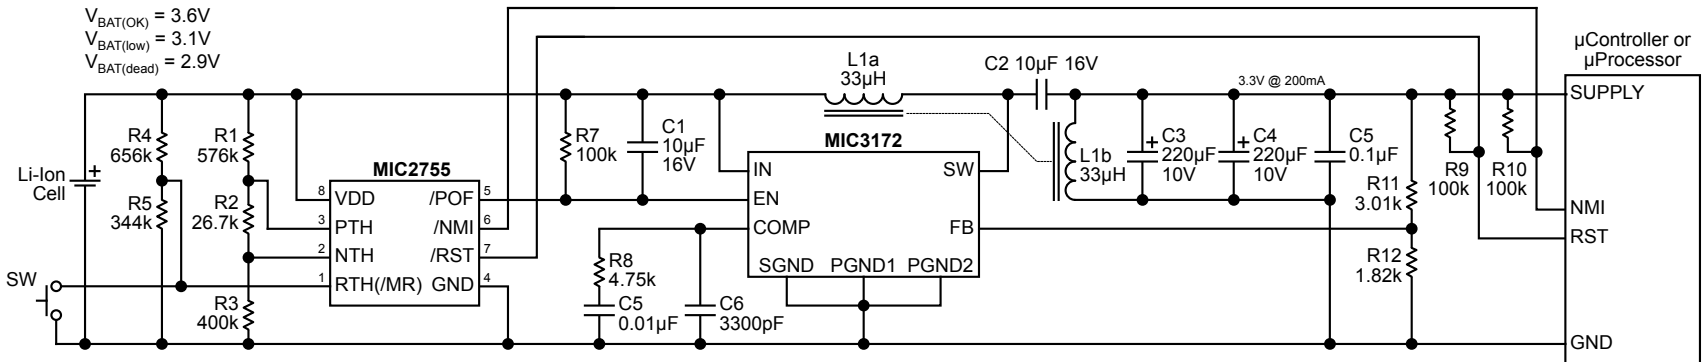 V_BAT(OK) = 3.6V
V_BAT(low) = 3.1V
V_BAT(dead) = 2.9V
µController or
µProcessor
L1a
33µH
C2 10µF 16V
3.3V @ 200mA
SUPPLY
R4
656k
R1
576k
R7
100k
C1
10µF
16V
MIC3172
C3
220µF
10V
C4
220µF
10V
C5
0.1µF
L1b
33µH
R9
100k
R10
100k
Li-Ion
Cell
+
+
+
MIC2755
8
VDD
/POF
5
IN
SW
R5
344k
R2
26.7k
3
PTH
/NMI
6
EN
R11
3.01k
NMI
2
NTH
/RST
7
COMP
FB
RST
SW
1
RTH(/MR)
GND
4
R8
4.75k
SGND
PGND1
PGND2
R12
1.82k
R3
400k
C5
0.01µF
C6
3300pF
GND